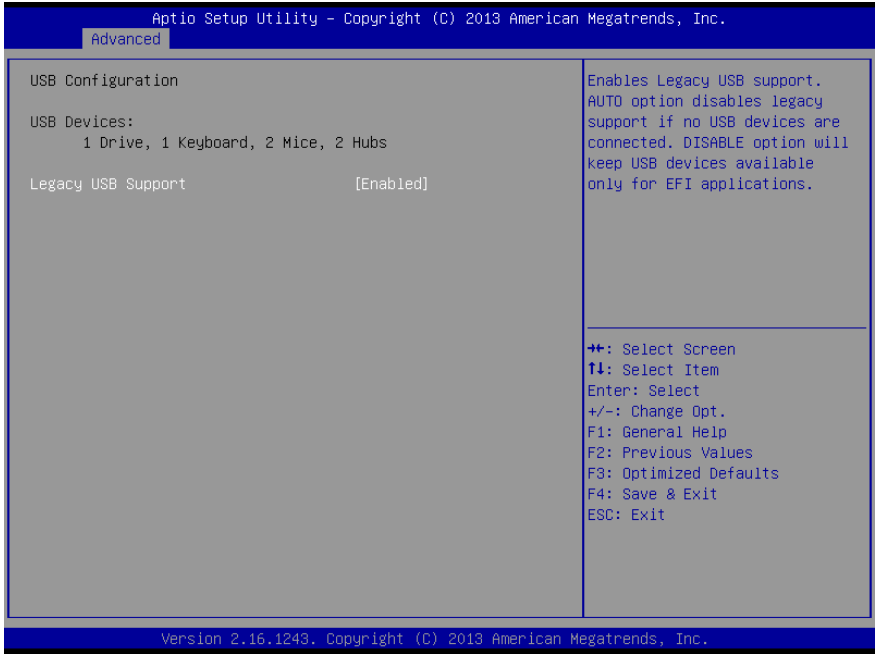 Aptio Setup Utility – Copyright (C) 2013 American Megatrends, Inc.
Advanced
USB Configuration
USB Devices:
1 Drive, 1 Keyboard, 2 Mice, 2 Hubs
Legacy USB Support [Enabled]
Enables Legacy USB support.
AUTO option disables legacy
support if no USB devices are
connected. DISABLE option will
keep USB devices available
only for EFI applications.
→←: Select Screen
↑↓: Select Item
Enter: Select
+/-: Change Opt.
F1: General Help
F2: Previous Values
F3: Optimized Defaults
F4: Save & Exit
ESC: Exit
Version 2.16.1243. Copyright (C) 2013 American Megatrends, Inc.